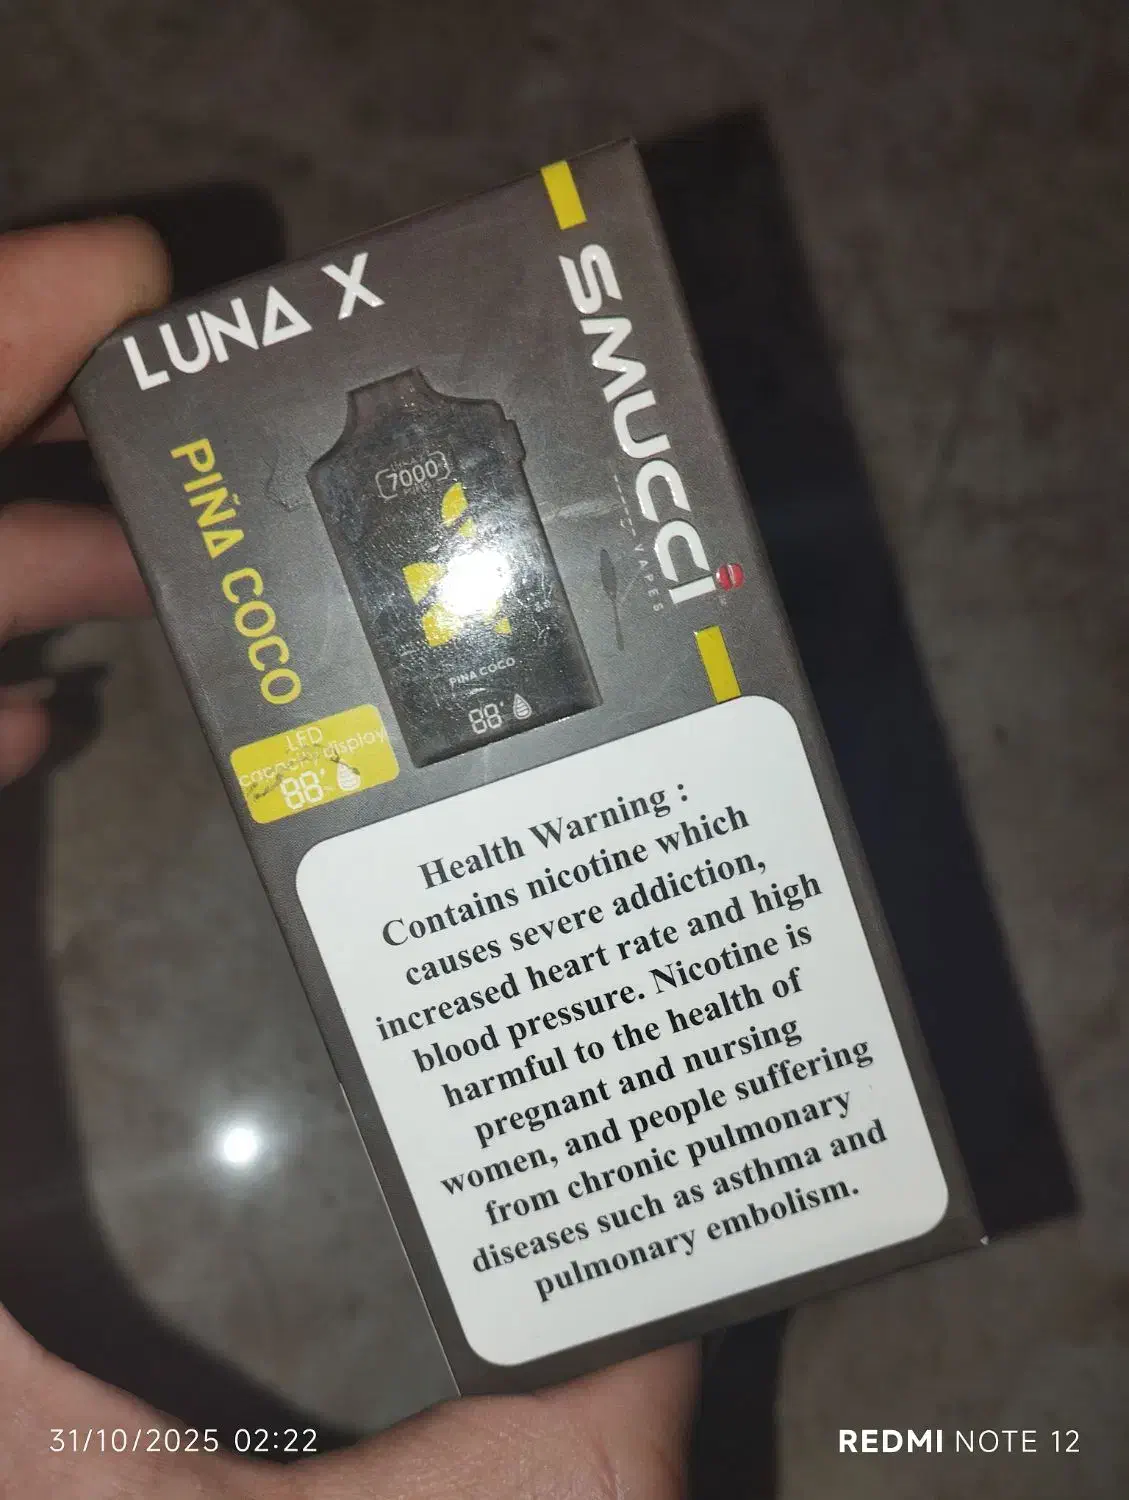 LUNA X
SMUCCi
VAPES
PIÑA COCO
7000
PINA COCO
88'
LED
capacity display
88'
Health Warning :
Contains nicotine which
causes severe addiction,
increased heart rate and high
blood pressure. Nicotine is
harmful to the health of
pregnant and nursing
women, and people suffering
from chronic pulmonary
diseases such as asthma and
pulmonary embolism.
31/10/2025 02:22
REDMI NOTE 12